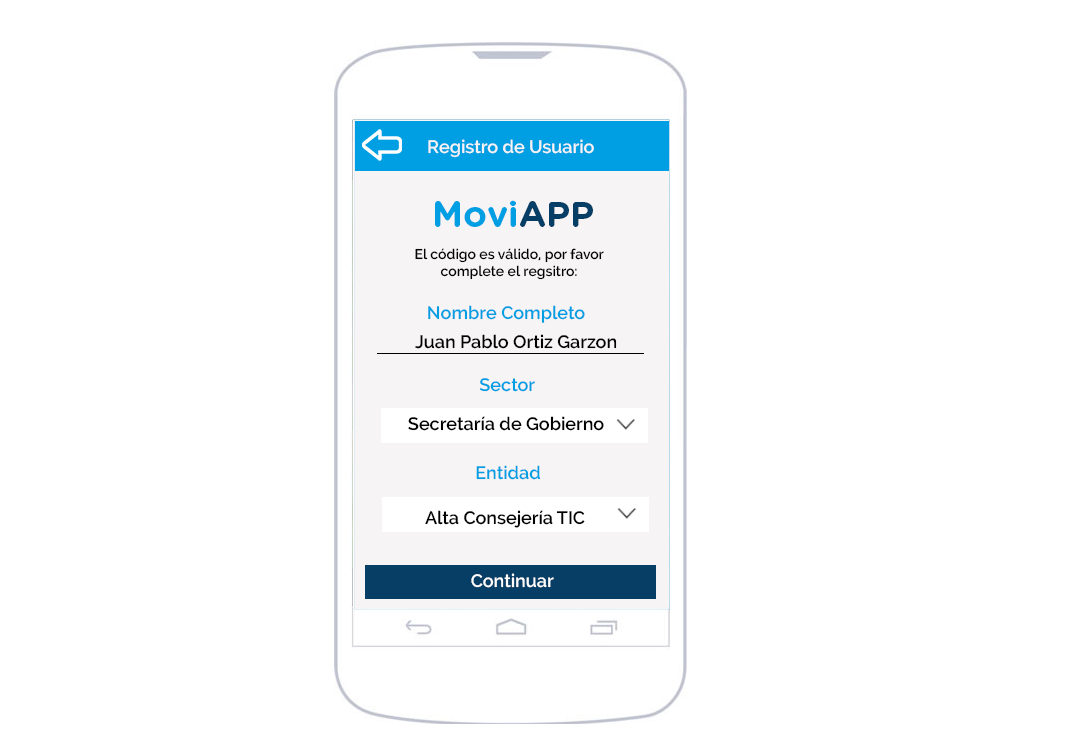 Registro de Usuario
MoviAPP
El código es válido, por favor
complete el regsitro:
Nombre Completo
Juan Pablo Ortiz Garzon
Sector
Secretaría de Gobierno
Entidad
Alta Consejería TIC
Continuar